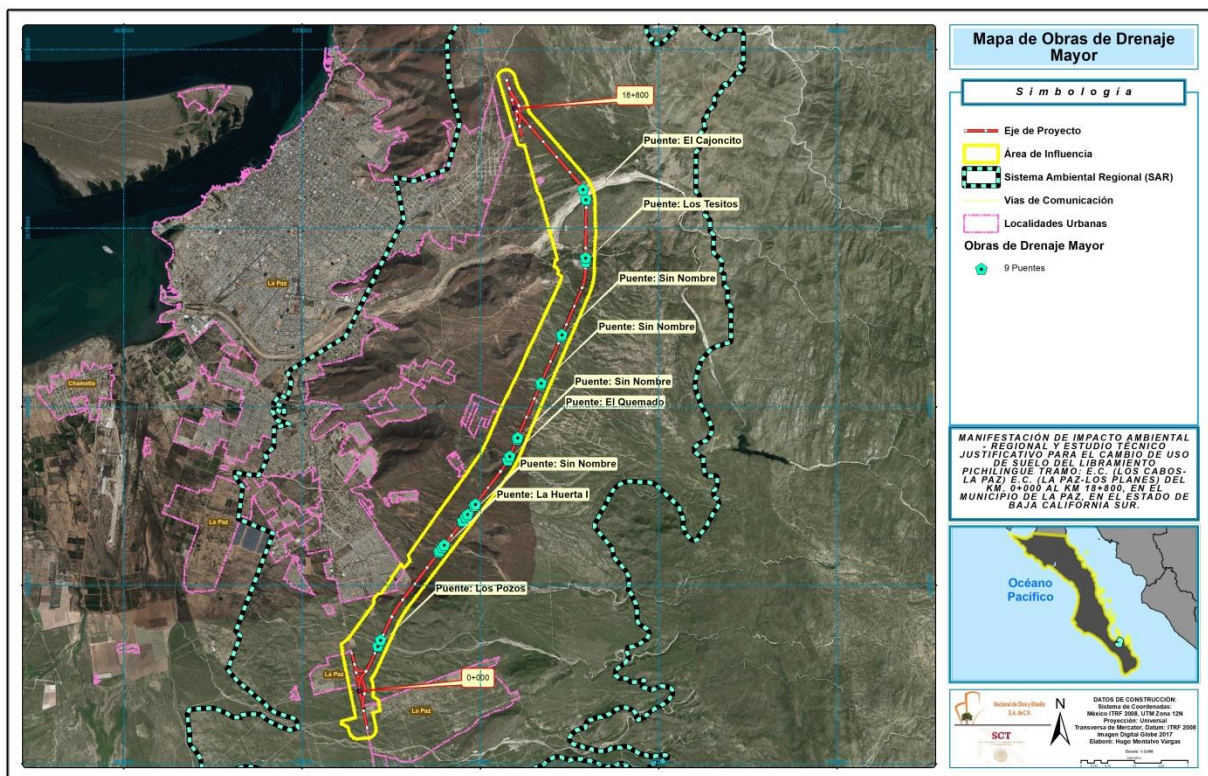 Mapa de Obras de Drenaje
Mayor
Simbología
Eje de Proyecto
Área de Influencia
Sistema Ambiental Regional (SAR)
Vias de Comunicación
Localidades Urbanas
Obras de Drenaje Mayor
9 Puentes
18+800
Puente: El Cajoncito
Puente: Los Tesitos
Puente: Sin Nombre
Puente: Sin Nombre
Puente: Sin Nombre
Puente: El Quemado
Puente: Sin Nombre
Puente: La Huerta I
Puente: Los Pozos
0+000
La Paz
Chametla
La Paz
La Paz
La Paz
MANIFESTACIÓN DE IMPACTO AMBIENTAL
- REGIONAL Y ESTUDIO TÉCNICO
JUSTIFICATIVO PARA EL CAMBIO DE USO
DE SUELO DEL LIBRAMIENTO
PICHILINGUE TRAMO: E.C. (LOS CABOS-
LA PAZ) E.C. (LA PAZ-LOS PLANES) DEL
KM. 0+000 AL KM 18+800, EN EL
MUNICIPIO DE LA PAZ, EN EL ESTADO DE
BAJA CALIFORNIA SUR.
Océano
Pacífico
Nacional de Obra y Diseño
S.A. de C.V.
SCT
N
DATOS DE CONSTRUCCIÓN:
Sistema de Coordenadas:
México ITRF 2008, UTM Zona 12N
Proyección: Universal
Transversa de Mercator, Datum: ITRF 2008
Imagen Digital Globe 2017
Elaboró: Hugo Montalvo Vargas